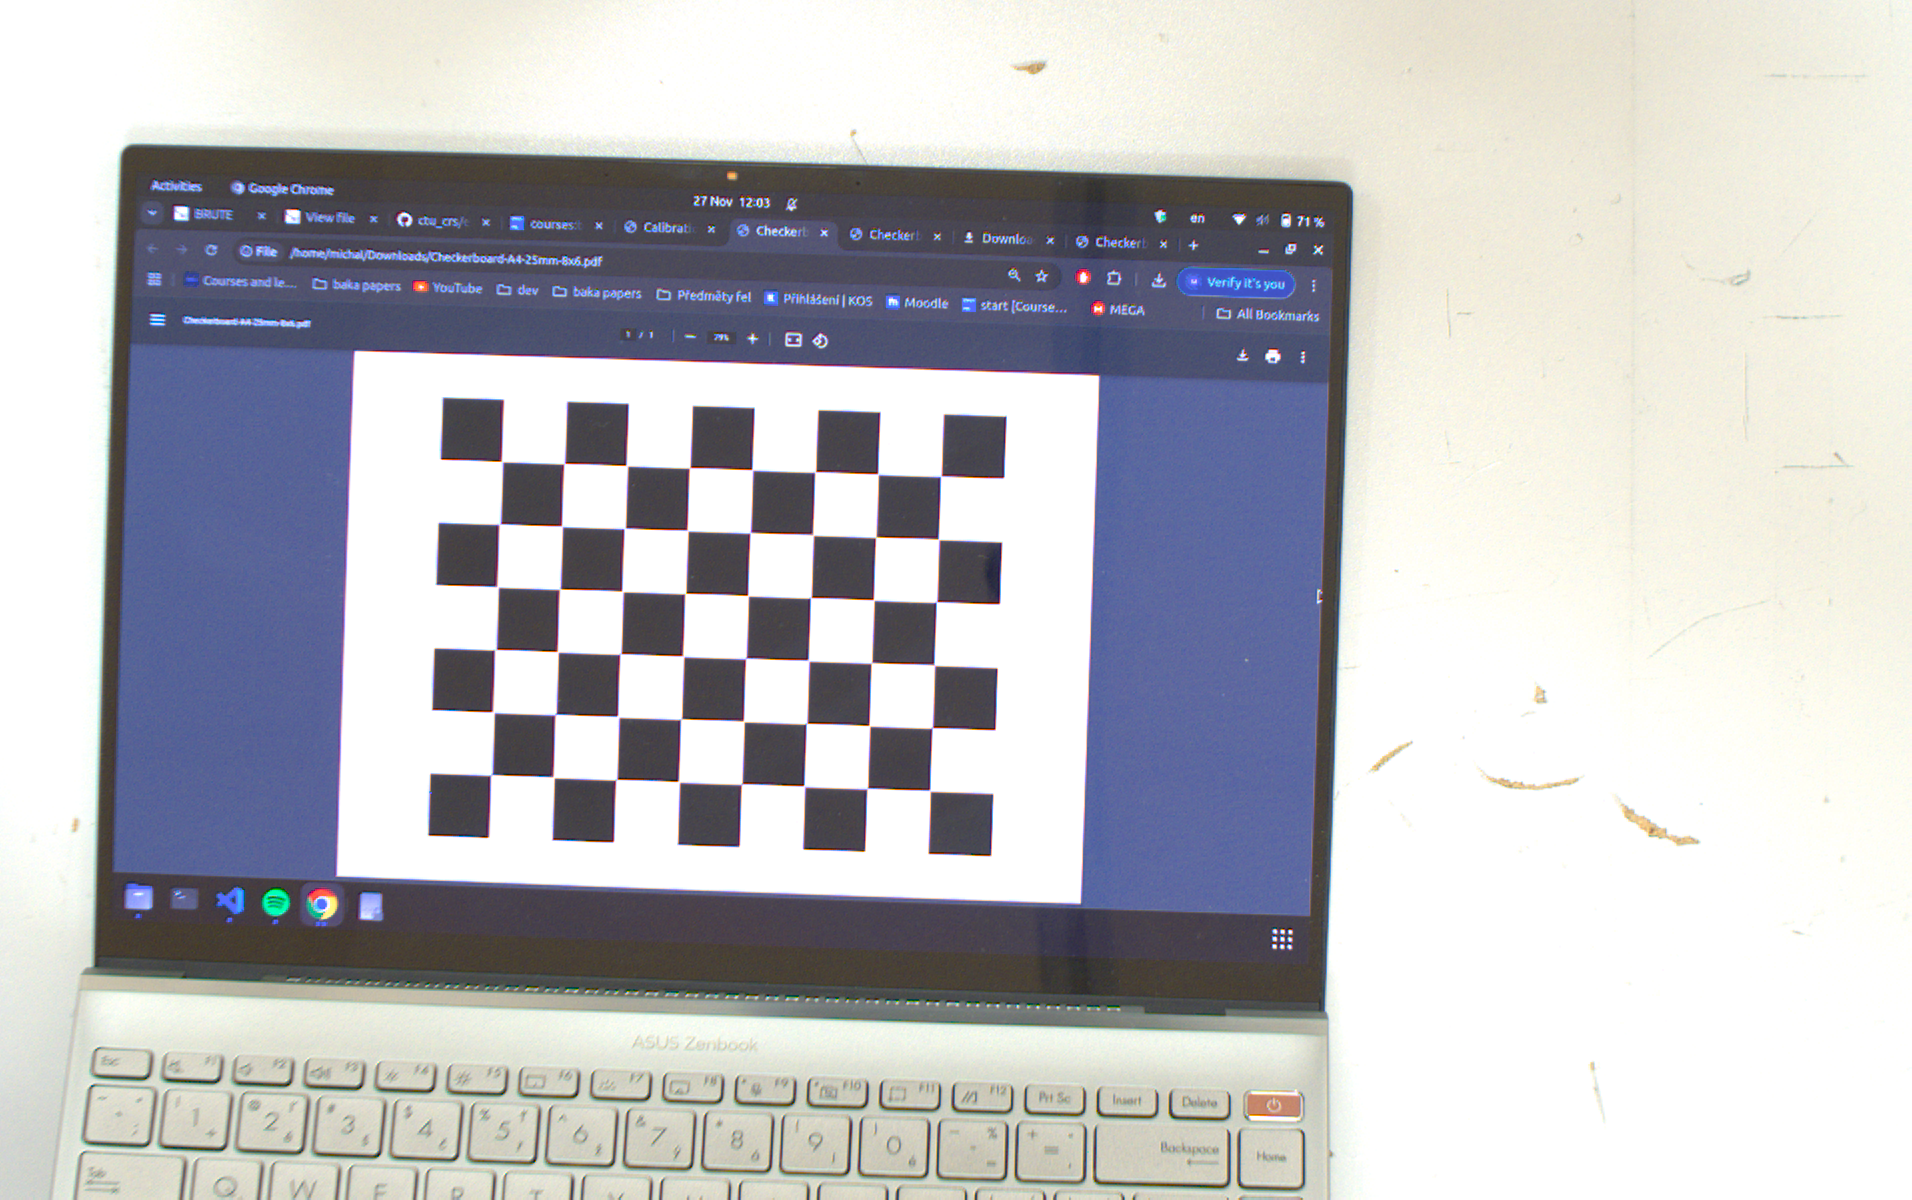 Activities Google Chrome
27 Nov 12:03
en 71 %
BRUTE View file ctu_crs/ courses: Calibrati Checkerb Checkerb Downloa Checkerb
File /home/michal/Downloads/Checkerboard-A4-25mm-8x6.pdf
Verify it's you
Courses and le... baka papers YouTube dev baka papers Předměty fel Přihlášení | KOS Moodle start [Course... MEGA All Bookmarks
Checkerboard-A4-25mm-8x6.pdf 1 / 1 79%
ASUS Zenbook
Esc F1 F2 F3 F4 F5 F6 F7 F8 F9 F10 F11 F12 Prt Sc Insert Delete
1 2 3 4 5 6 7 8 9 0 Backspace Home
Tab Q W E R T